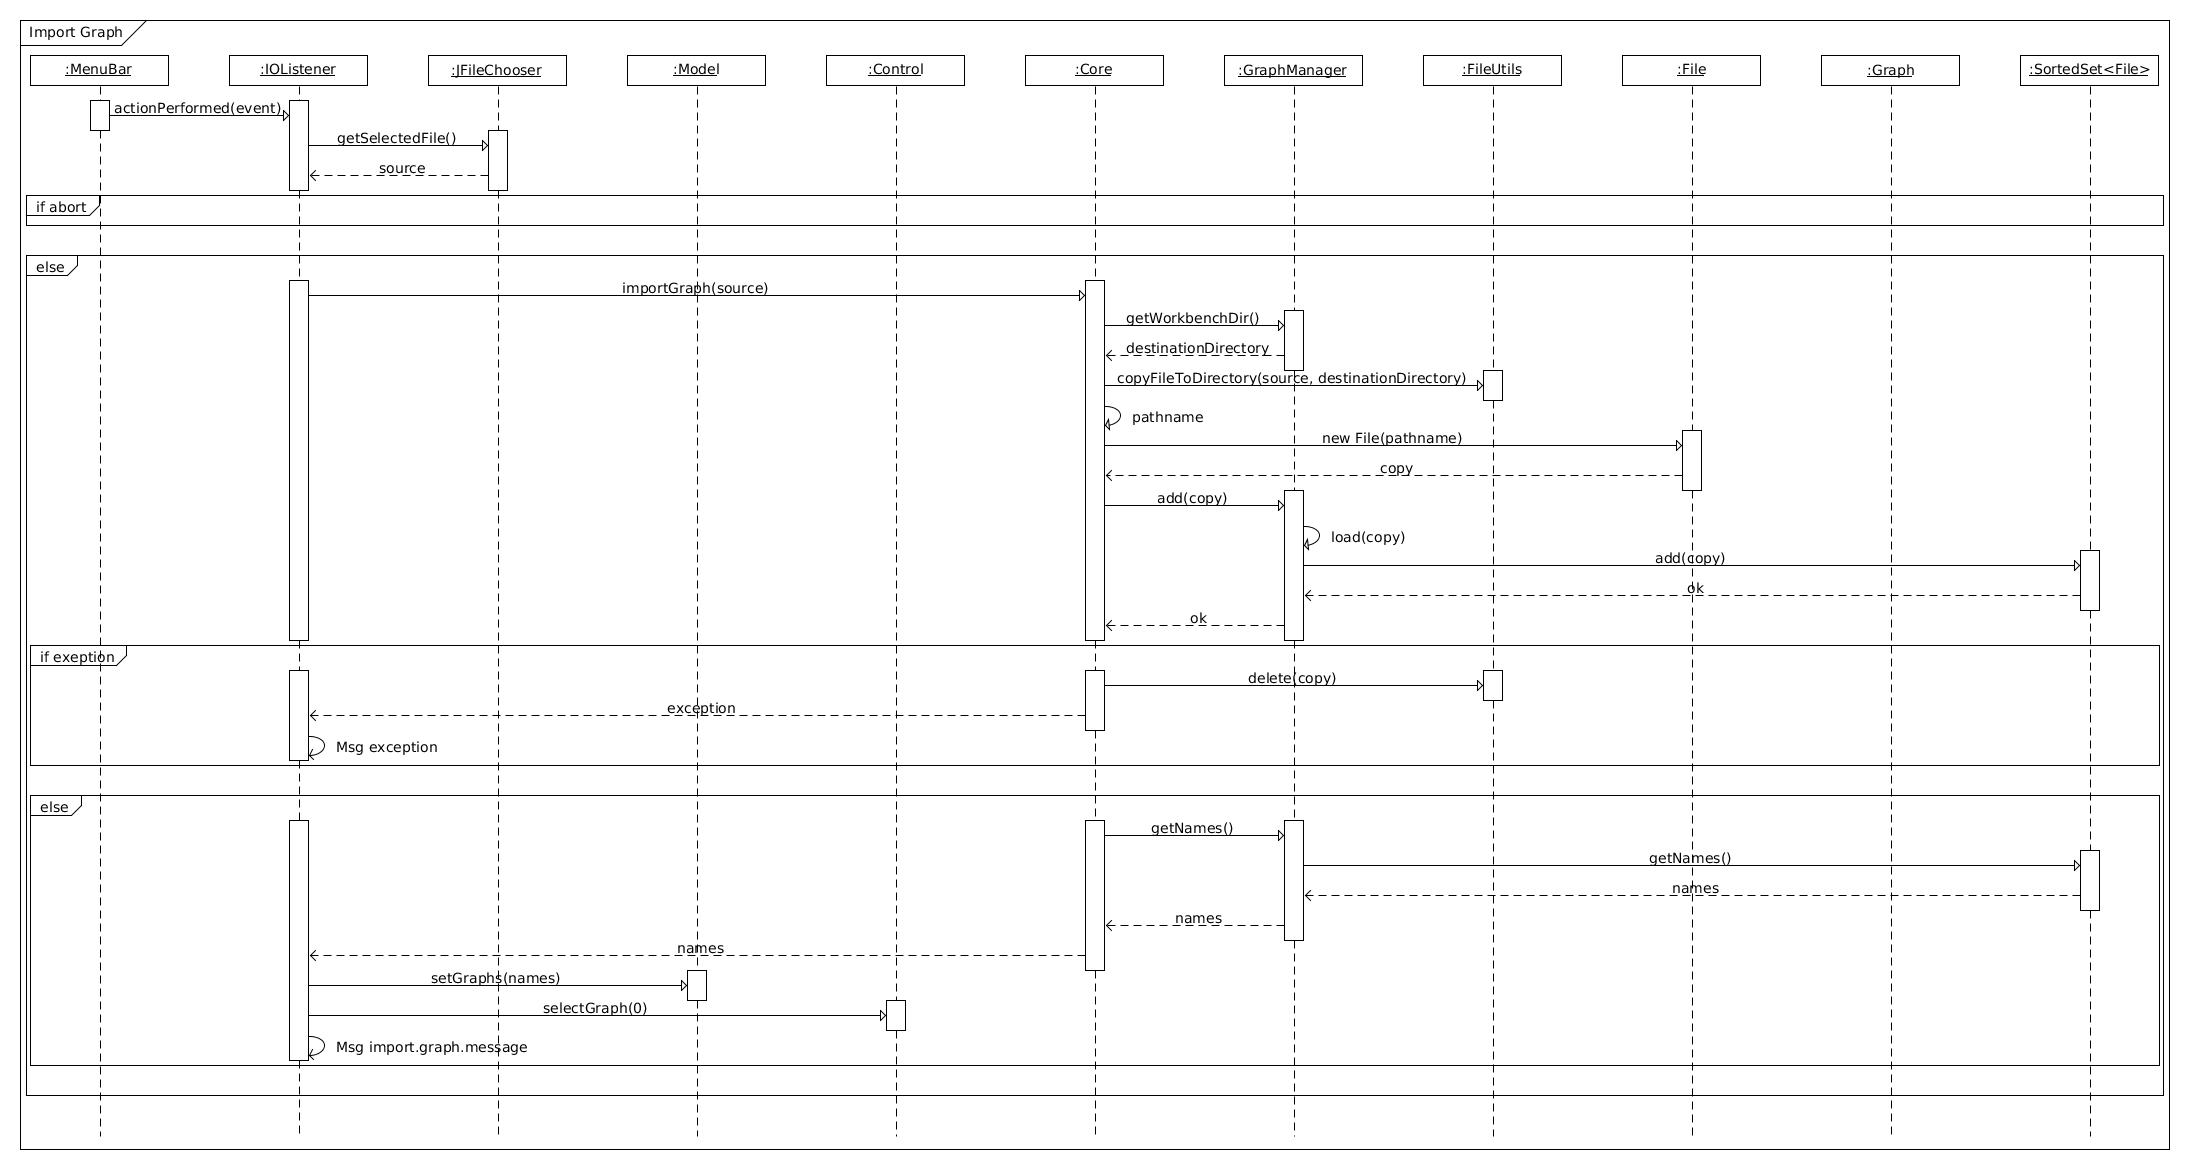 Import Graph
:MenuBar
:IOListener
:JFileChooser
:Model
:Control
:Core
:GraphManager
:FileUtils
:File
:Graph
:SortedSet<File>
actionPerformed(event)
getSelectedFile()
source
if abort
else
importGraph(source)
getWorkbenchDir()
destinationDirectory
copyFileToDirectory(source, destinationDirectory)
pathname
new File(pathname)
copy
add(copy)
load(copy)
add(copy)
ok
ok
if exeption
delete(copy)
exception
Msg exception
else
getNames()
getNames()
names
names
names
setGraphs(names)
selectGraph(0)
Msg import.graph.message